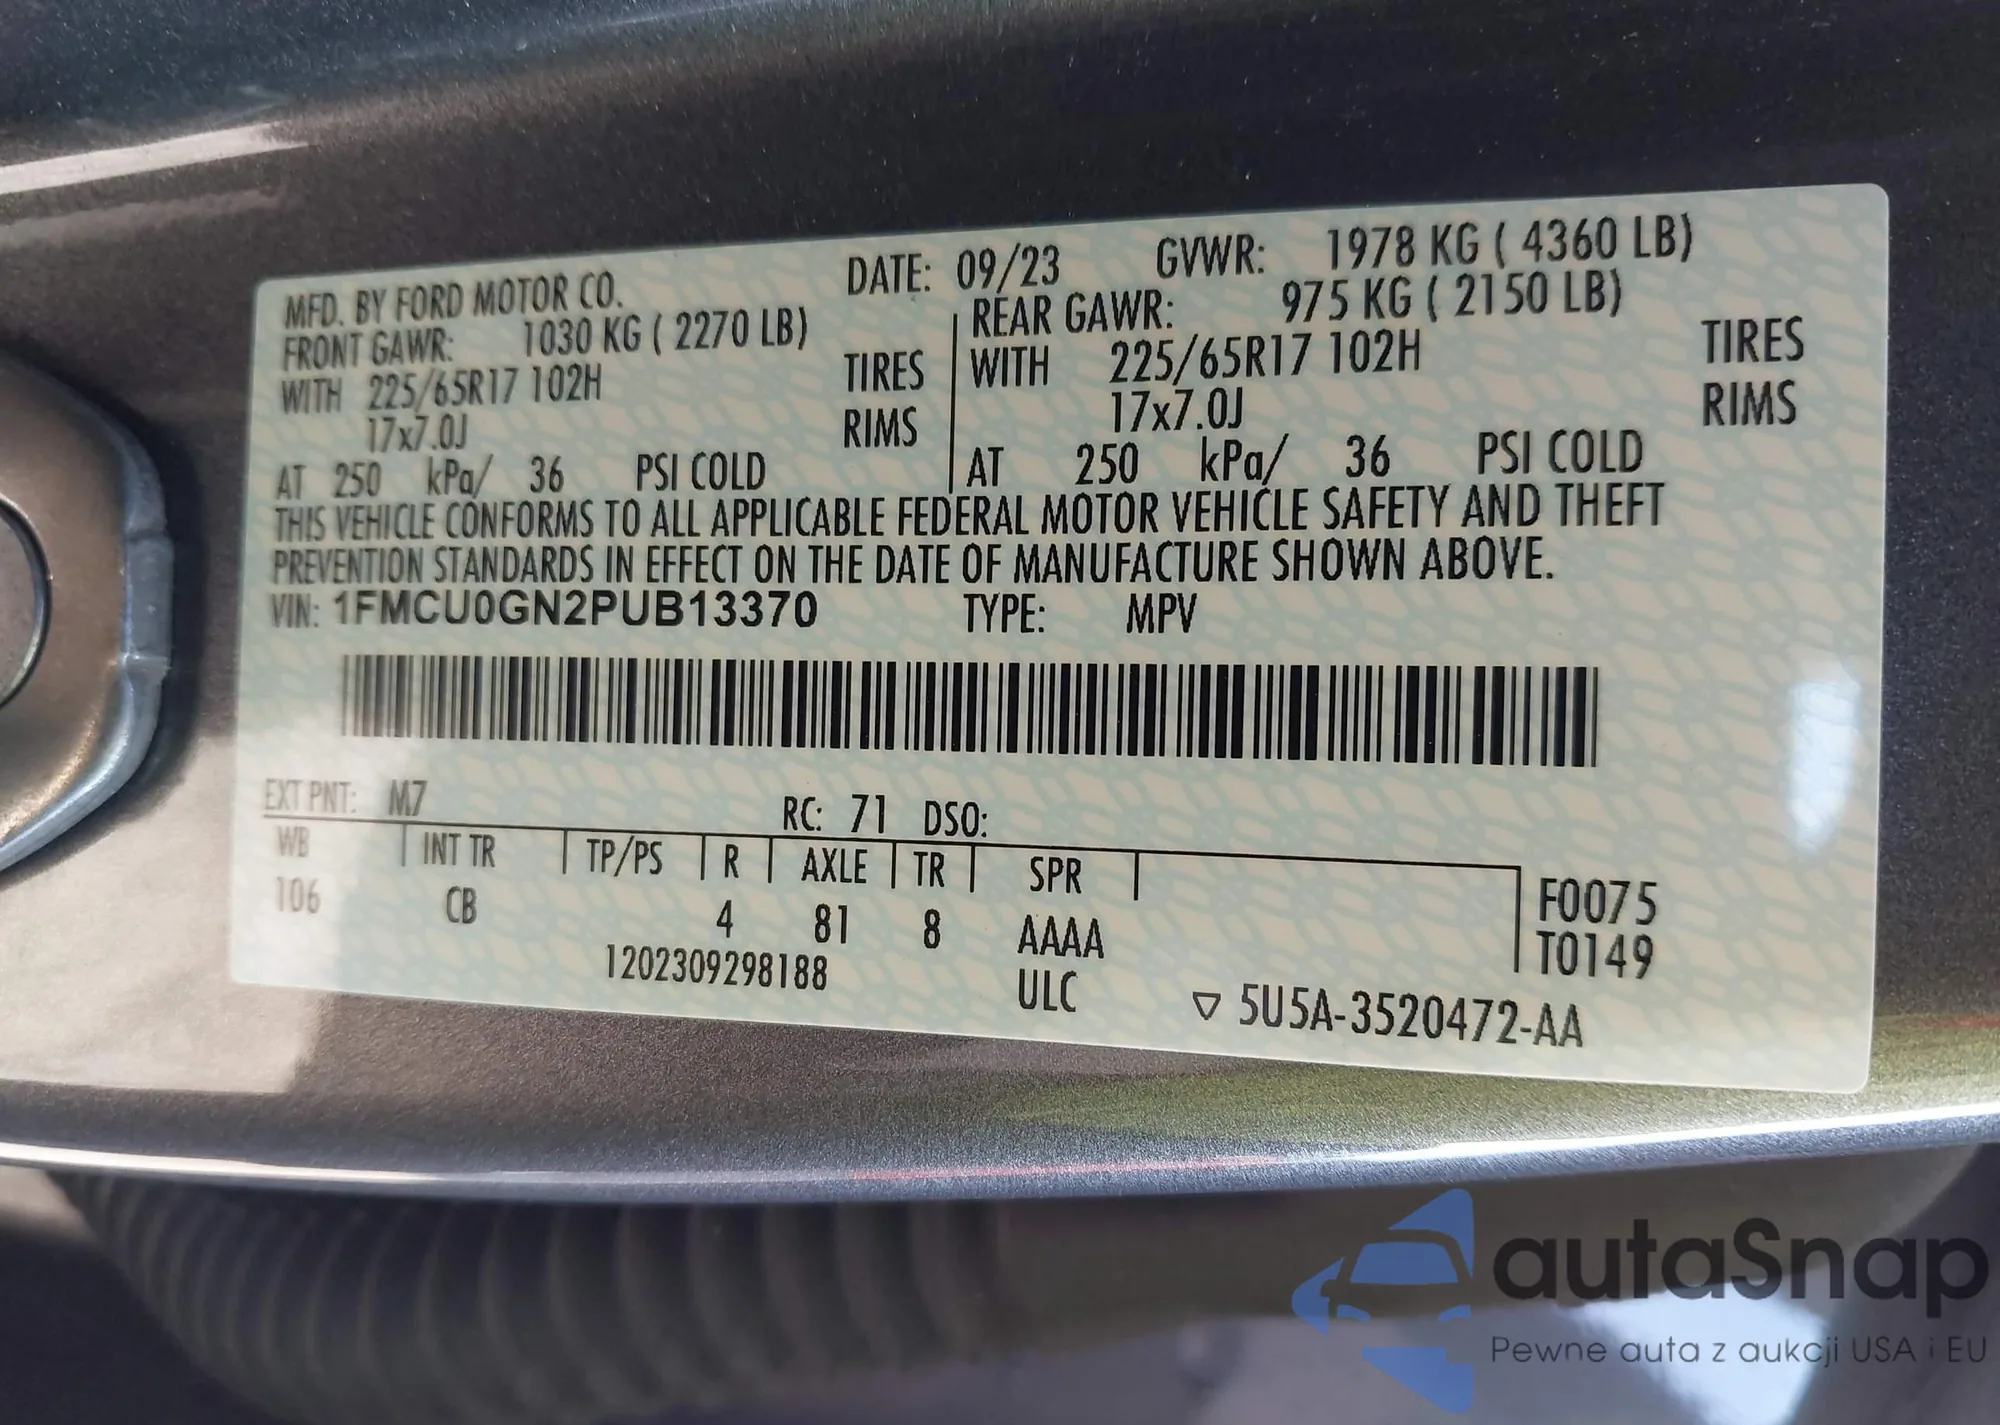 MFD. BY FORD MOTOR CO. DATE: 09/23 GVWR: 1978 KG ( 4360 LB)
FRONT GAWR: 1030 KG ( 2270 LB) REAR GAWR: 975 KG ( 2150 LB)
WITH 225/65R17 102H TIRES WITH 225/65R17 102H TIRES
17x7.0J RIMS 17x7.0J RIMS
AT 250 kPa/ 36 PSI COLD AT 250 kPa/ 36 PSI COLD
THIS VEHICLE CONFORMS TO ALL APPLICABLE FEDERAL MOTOR VEHICLE SAFETY AND THEFT
PREVENTION STANDARDS IN EFFECT ON THE DATE OF MANUFACTURE SHOWN ABOVE.
VIN: 1FMCU0GN2PUB13370 TYPE: MPV
EXT PNT: M7 RC: 71 DSO:
WB INT TR TP/PS R AXLE TR SPR F0075
106 CB 4 81 8 AAAA T0149
1202309298188 ULC ▽ 5U5A-3520472-AA
autaSnap
Pewne auta z aukcji USA i EU